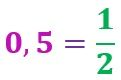 0,5 = 1/2